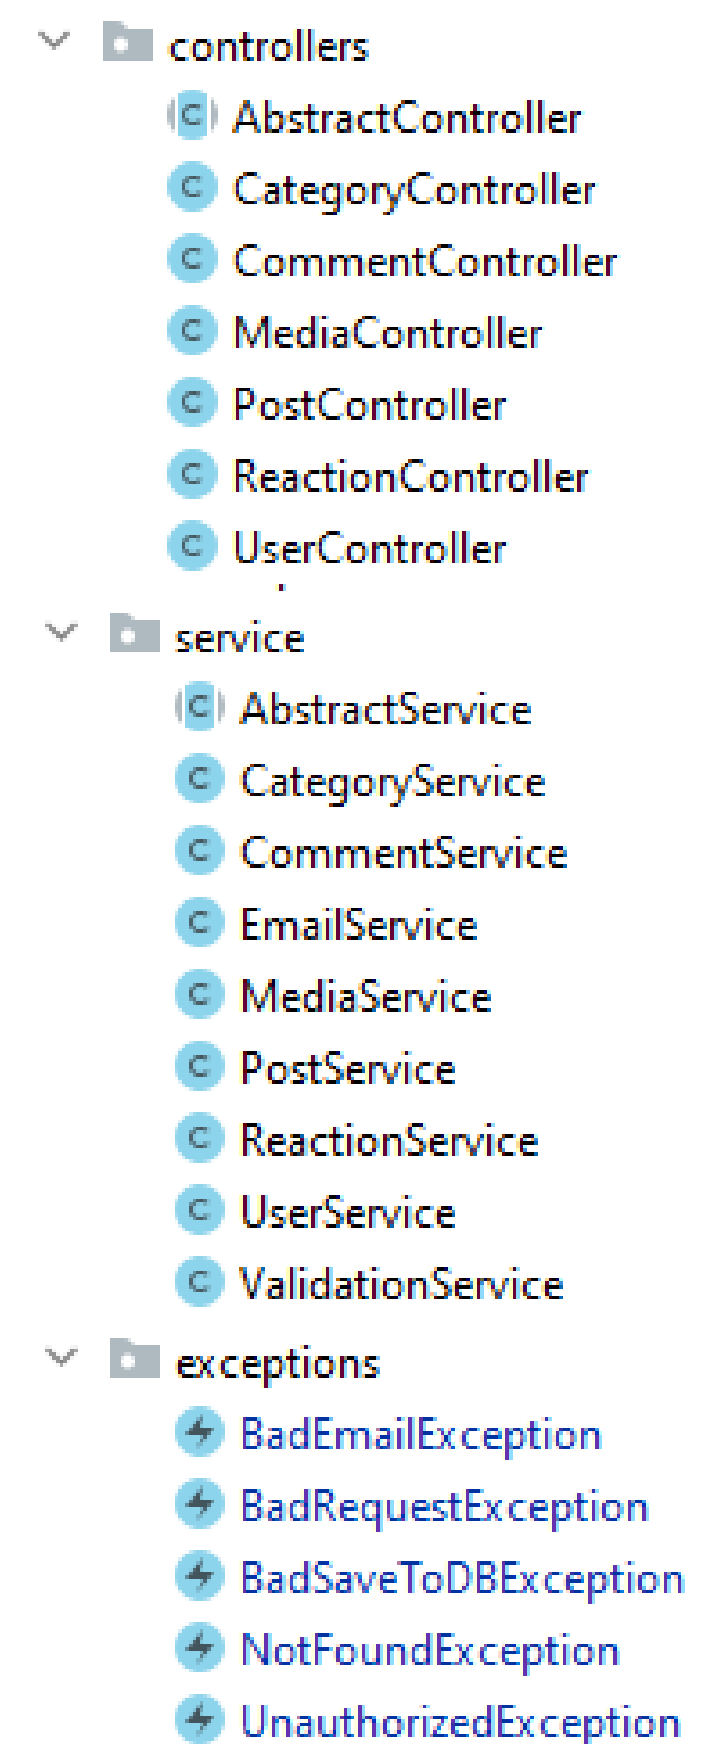 controllers
AbstractController
CategoryController
CommentController
MediaController
PostController
ReactionController
UserController
service
AbstractService
CategoryService
CommentService
EmailService
MediaService
PostService
ReactionService
UserService
ValidationService
exceptions
BadEmailException
BadRequestException
BadSaveToDBException
NotFoundException
UnauthorizedException